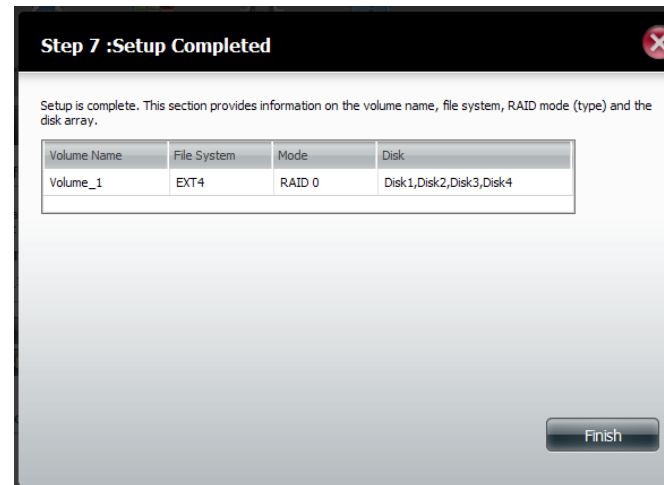 Step 7 :Setup Completed
Setup is complete. This section provides information on the volume name, file system, RAID mode (type) and the
disk array.
Volume Name File System Mode Disk
Volume_1 EXT4 RAID 0 Disk1,Disk2,Disk3,Disk4
Finish